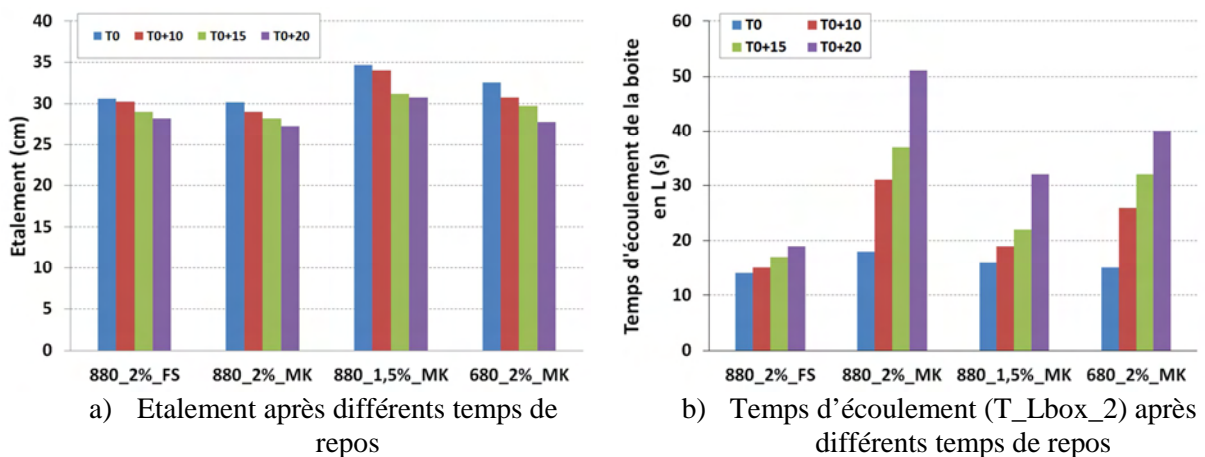 40
35
30
25
20
15
10
5
0
Etalement (cm)
T0 T0+10 T0+15 T0+20
880_2%_FS 880_2%_MK 880_1,5%_MK 680_2%_MK
a) Etalement après différents temps de
repos
60
50
40
30
20
10
0
Temps d'écoulement de la boite
en L (s)
T0 T0+10
T0+15 T0+20
880_2%_FS 880_2%_MK 880_1,5%_MK 680_2%_MK
b) Temps d’écoulement (T_Lbox_2) après
différents temps de repos